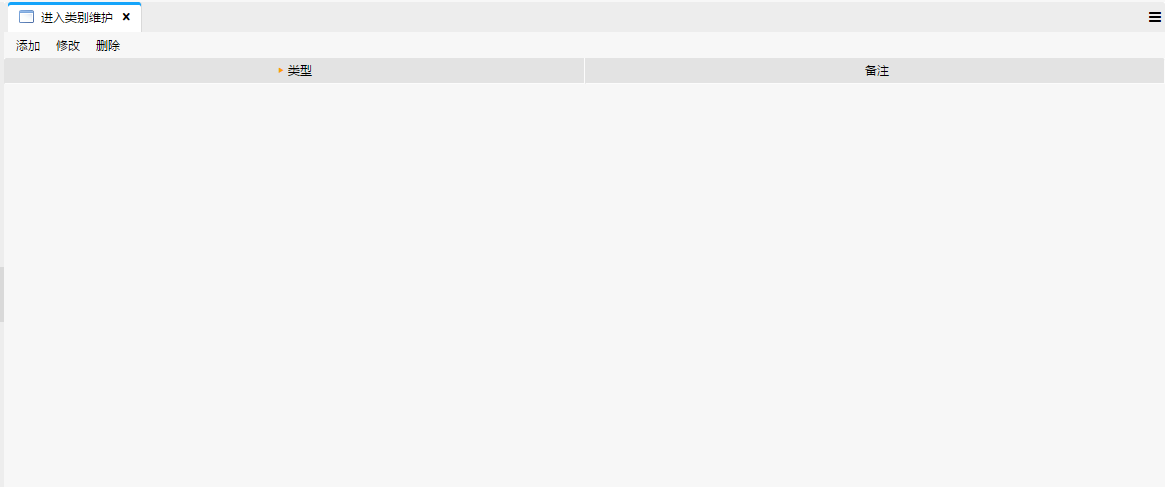 进入类别维护
添加 修改 删除
类型 备注